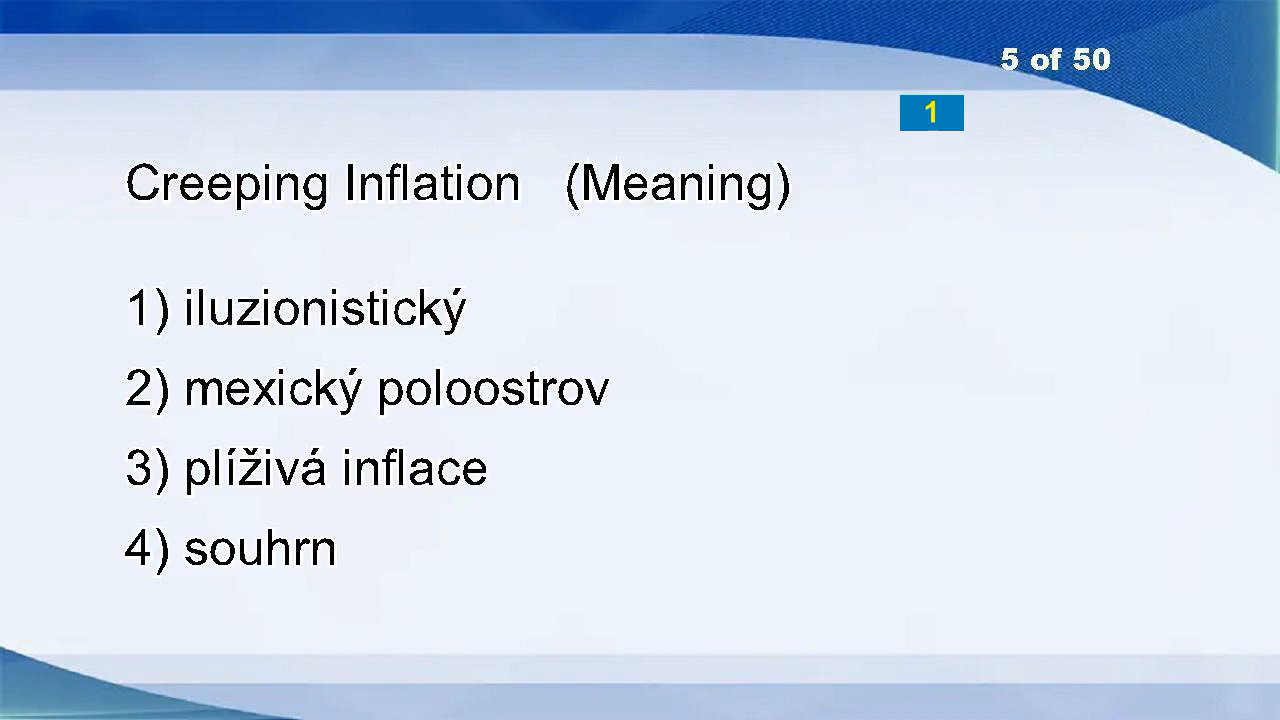 5 of 50
1
Creeping Inflation (Meaning)
1) iluzionistický
2) mexický poloostrov
3) plíživá inflace
4) souhrn